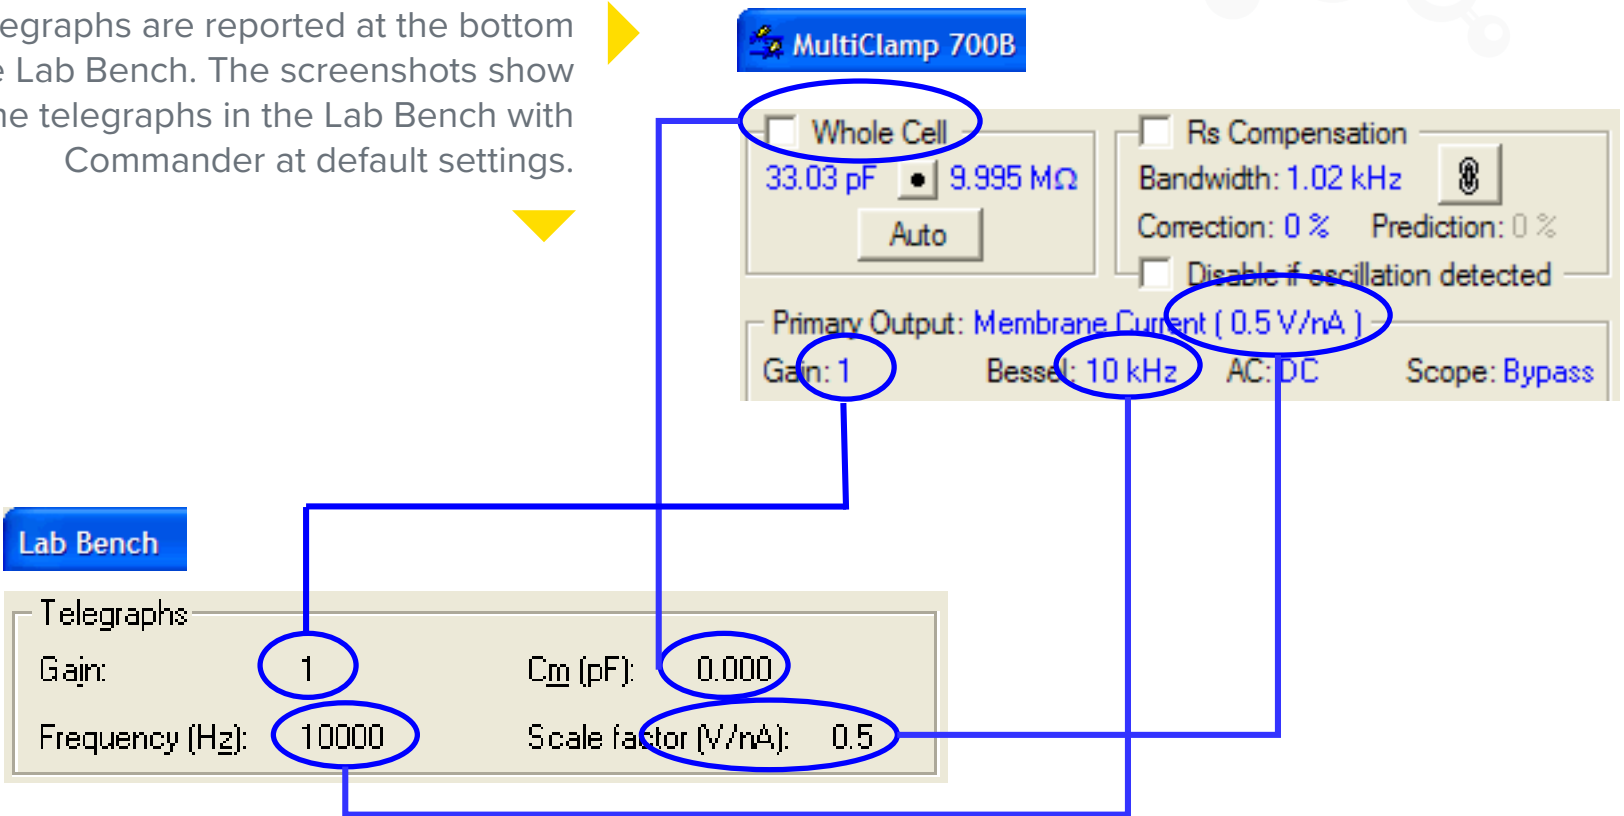 egraphs are reported at the bottom
Lab Bench. The screenshots show
telegraphs in the Lab Bench with
Commander at default settings.
MultiClamp 700B
Whole Cell
33.03 pF 9.995 MΩ
Auto
Rs Compensation
Bandwidth: 1.02 kHz
Correction: 0 % Prediction: 0 %
Disable if oscillation detected
Primary Output: Membrane Current ( 0.5 V/nA )
Gain: 1 Bessel: 10 kHz AC: DC Scope: Bypass
Lab Bench
Telegraphs
Gain: 1 Cm (pF): 0.000
Frequency (Hz): 10000 Scale factor (V/nA): 0.5